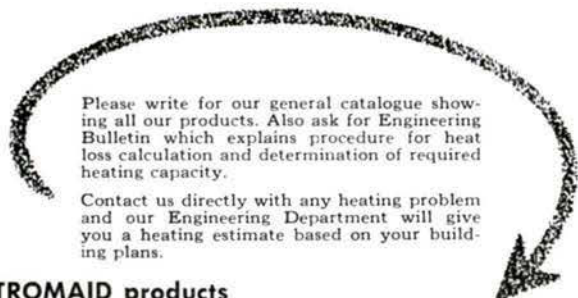 Please write for our general catalogue show-
ing all our products. Also ask for Engineering
Bulletin which explains procedure for heat
loss calculation and determination of required
heating capacity.
Contact us directly with any heating problem
and our Engineering Department will give
you a heating estimate based on your build-
ing plans.
TROMAID products